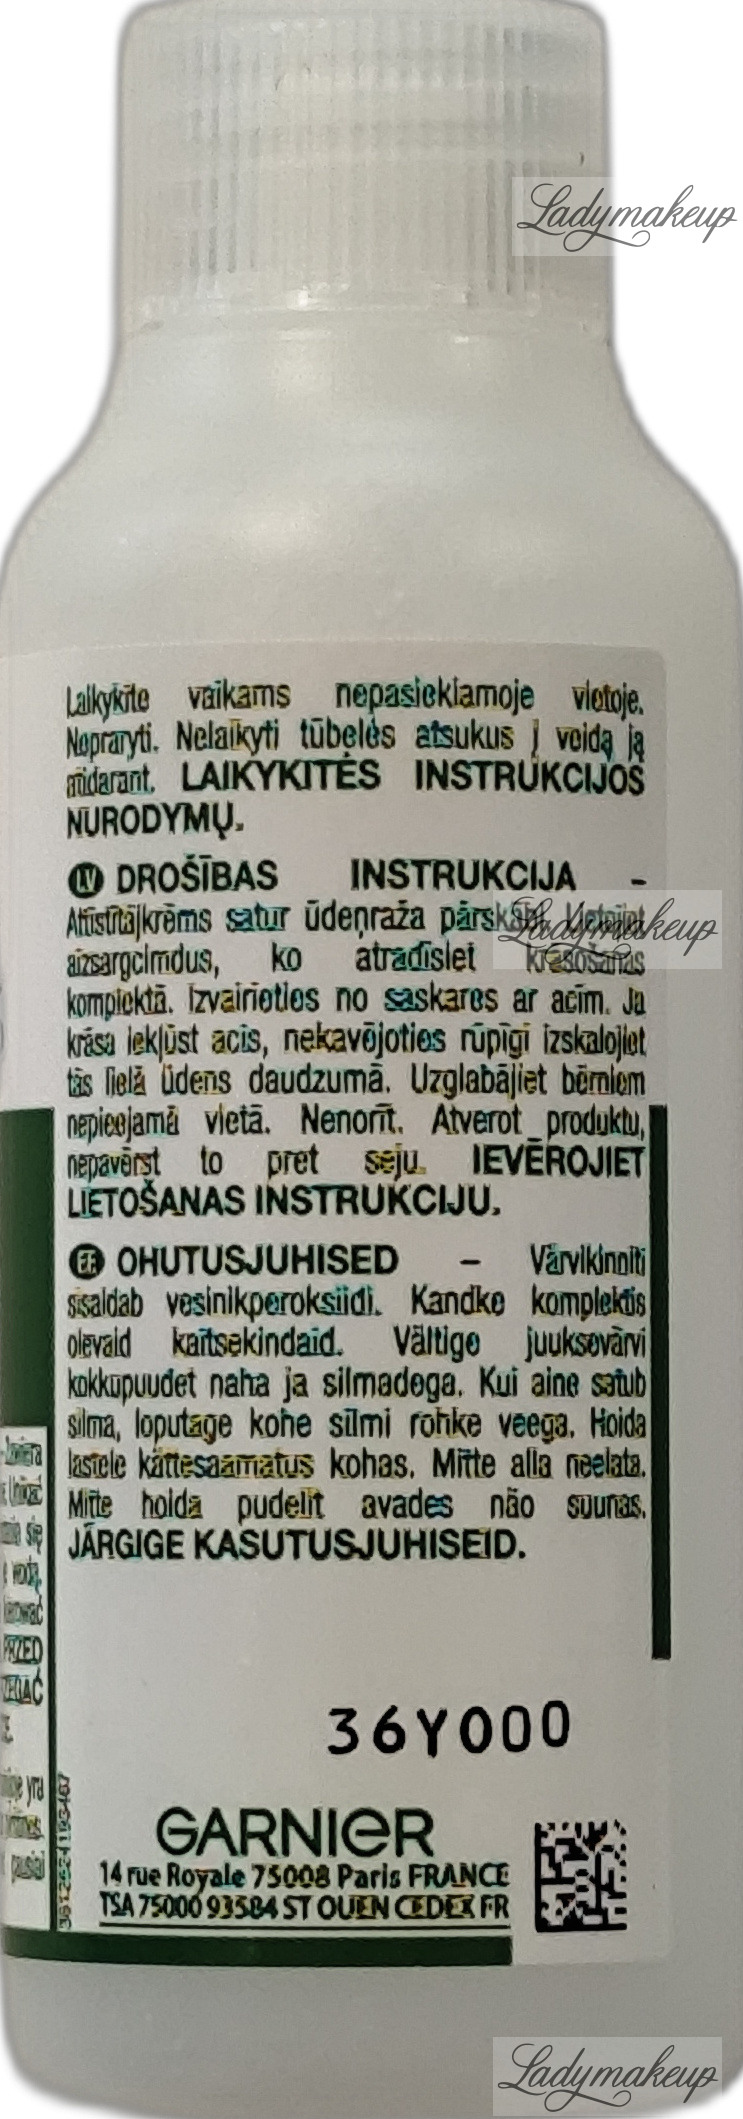 Ladymakeup
Laikykite vaikams nepasiekiamoje vietoje.
Nepraryti. Nelaikyti tūbelės atsukus į veidą ją
atidarant. LAIKYKITĖS INSTRUKCIJOS
NURODYMŲ.
LV DROŠĪBAS INSTRUKCIJA -
Attīstītājkrēms satur ūdeņraža pārskābi. Lietojiet
aizsargcimdus, ko atradīsiet krāsošanas
Ladymakeup
komplektā. Izvairieties no saskares ar acīm. Ja
krāsa iekļūst acīs, nekavējoties rūpīgi izskalojiet
tās lielā ūdens daudzumā. Uzglabājiet bērniem
nepieejamā vietā. Nenorīt. Atverot produktu,
nepavērst to pret seju. IEVĒROJIET
LIETOŠANAS INSTRUKCIJU.
EE OHUTUSJUHISED - Värvikinniti
sisaldab vesinikperoksiidi. Kandke komplektis
olevaid kaitsekindaid. Vältige juuksevärvi
kokkupuudet naha ja silmadega. Kui aine satub
silma, loputage kohe silmi rohke veega. Hoida
lastele kättesaamatus kohas. Mitte alla neelata.
Mitte hoida pudelit avades näo suunas.
JÄRGIGE KASUTUSJUHISEID.
36Y000
GARNIER
14 rue Royale 75008 Paris FRANCE
TSA 75000 93584 ST OUEN CEDEX FR
Ladymakeup
się
wodą.
PRZED
yra